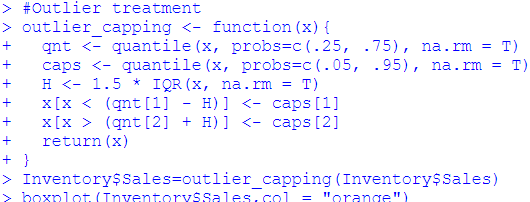 > #Outlier treatment
> outlier_capping <- function(x){
+   qnt <- quantile(x, probs=c(.25, .75), na.rm = T)
+   caps <- quantile(x, probs=c(.05, .95), na.rm = T)
+   H <- 1.5 * IQR(x, na.rm = T)
+   x[x < (qnt[1] - H)] <- caps[1]
+   x[x > (qnt[2] + H)] <- caps[2]
+   return(x)
+ }
> Inventory$Sales=outlier_capping(Inventory$Sales)
> boxplot(Inventory$Sales,col = "orange")